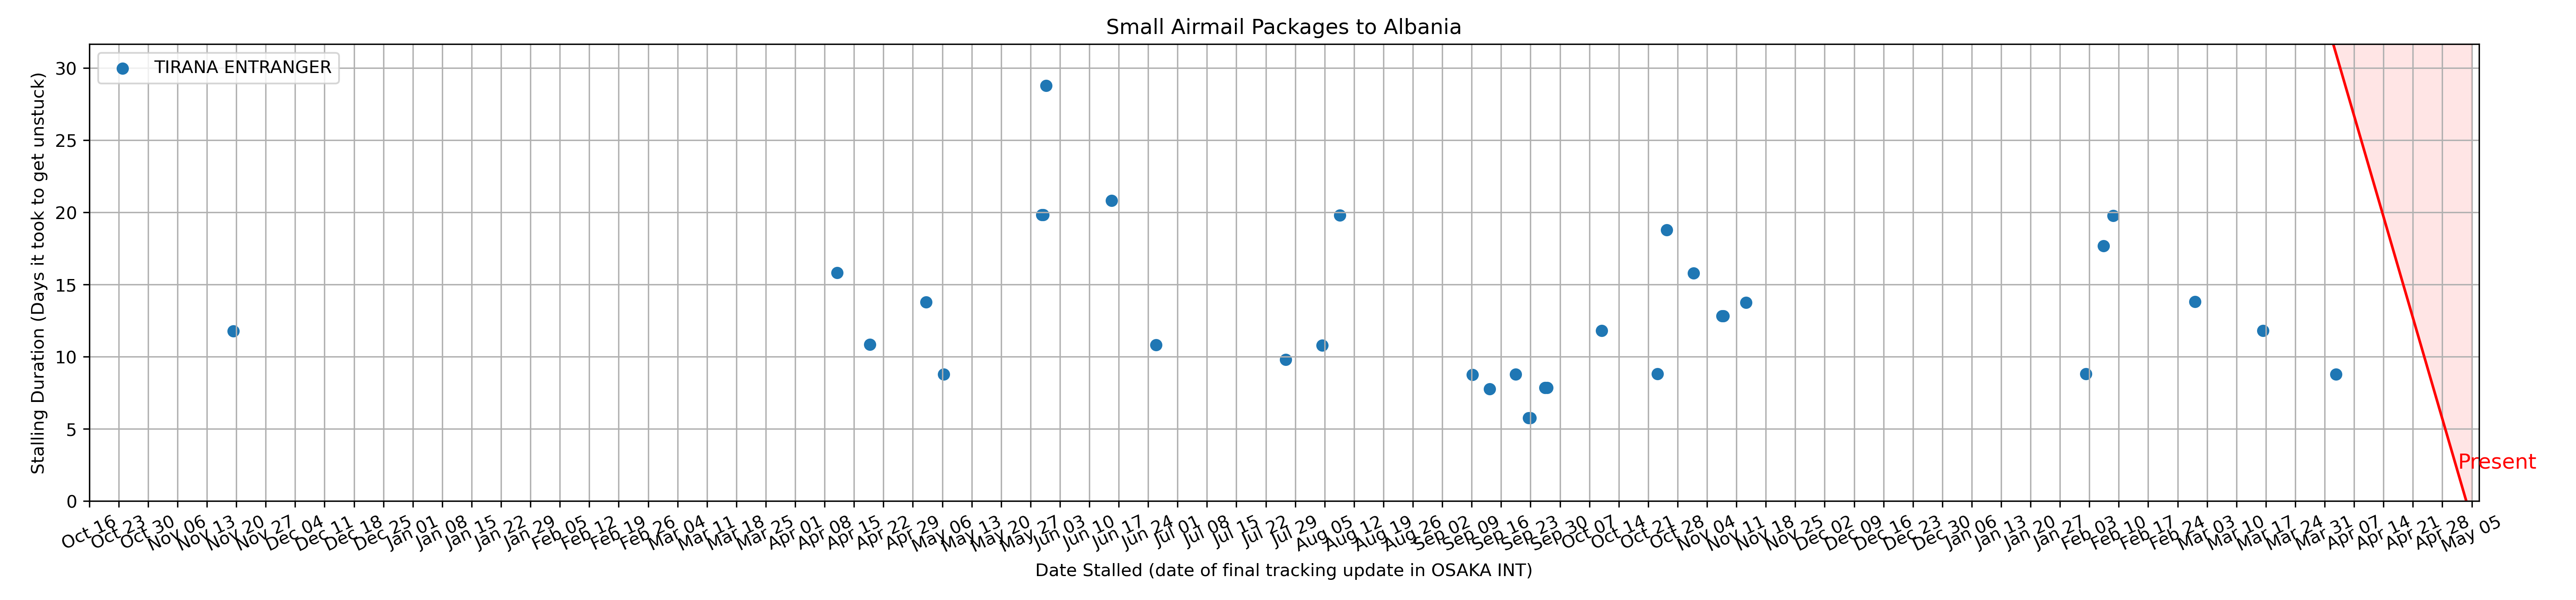 Small Airmail Packages to Albania
TIRANA ENTRANGER
Stalling Duration (Days it took to get unstuck)
30
25
20
15
10
5
0
Present
Oct 16 Oct 23 Oct 30 Nov 06 Nov 13 Nov 20 Nov 27 Dec 04 Dec 11 Dec 18 Dec 25 Jan 01 Jan 08 Jan 15 Jan 22 Jan 29 Feb 05 Feb 12 Feb 19 Feb 26 Mar 04 Mar 11 Mar 18 Mar 25 Apr 01 Apr 08 Apr 15 Apr 22 Apr 29 May 06 May 13 May 20 May 27 Jun 03 Jun 10 Jun 17 Jun 24 Jul 01 Jul 08 Jul 15 Jul 22 Jul 29 Aug 05 Aug 12 Aug 19 Aug 26 Sep 02 Sep 09 Sep 16 Sep 23 Sep 30 Oct 07 Oct 14 Oct 21 Oct 28 Nov 04 Nov 11 Nov 18 Nov 25 Dec 02 Dec 09 Dec 16 Dec 23 Dec 30 Jan 06 Jan 13 Jan 20 Jan 27 Feb 03 Feb 10 Feb 17 Feb 24 Mar 03 Mar 10 Mar 17 Mar 24 Mar 31 Apr 07 Apr 14 Apr 21 Apr 28 May 05
Date Stalled (date of final tracking update in OSAKA INT)